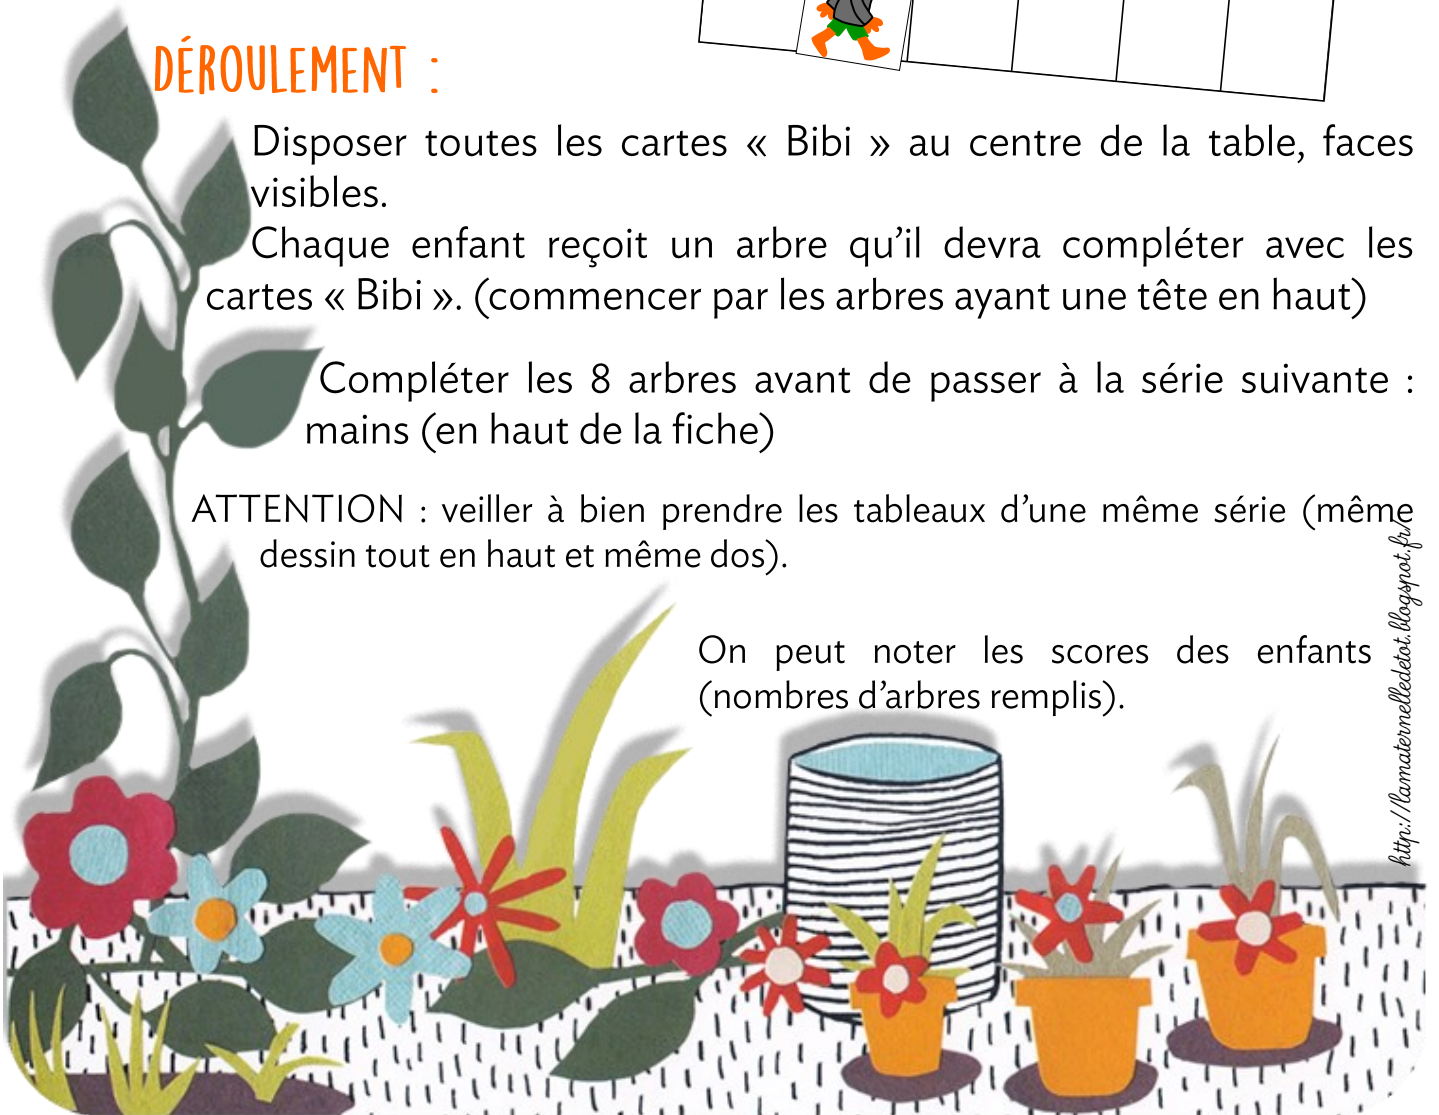 DÉROULEMENT :
Disposer toutes les cartes « Bibi » au centre de la table, faces
visibles.
Chaque enfant reçoit un arbre qu’il devra compléter avec les
cartes « Bibi ». (commencer par les arbres ayant une tête en haut)
Compléter les 8 arbres avant de passer à la série suivante :
mains (en haut de la fiche)
ATTENTION : veiller à bien prendre les tableaux d’une même série (même
dessin tout en haut et même dos).
On peut noter les scores des enfants
(nombres d’arbres remplis).
http://lamaternelledetot.blogspot.fr/